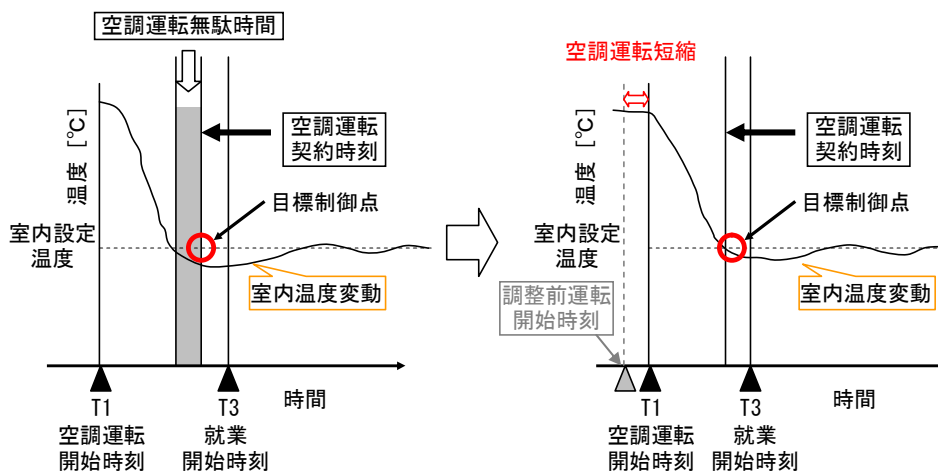 空調運転無駄時間
温度 [℃]
空調運転
契約時刻
目標制御点
室内設定
温度
室内温度変動
T1
空調運転
開始時刻
T3
就業
開始時刻
時間
空調運転短縮
温度 [℃]
空調運転
契約時刻
目標制御点
室内設定
温度
調整前運転
開始時刻
室内温度変動
T1
空調運転
開始時刻
T3
就業
開始時刻
時間